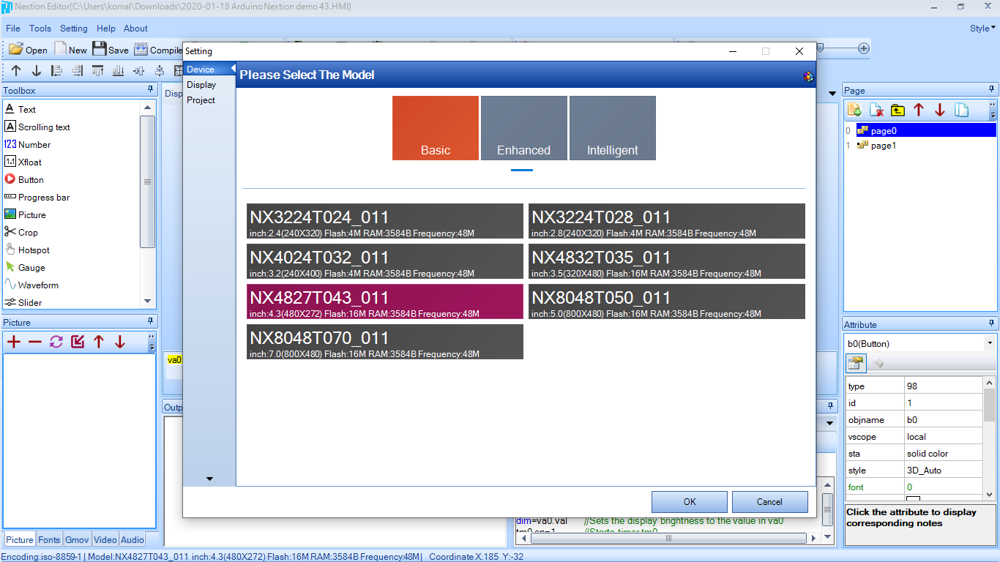 Nextion Editor(C:\Users\komal\Downloads\2020-01-18 Arduino Nextion demo 43.HMI)
File Tools Setting Help About
Style
Open New Save Compile
Setting
Device
Display
Project
Please Select The Model
Basic Enhanced Intelligent
NX3224T024_011
inch:2.4(240X320) Flash:4M RAM:3584B Frequency:48M
NX3224T028_011
inch:2.8(240X320) Flash:4M RAM:3584B Frequency:48M
NX4024T032_011
inch:3.2(240X400) Flash:4M RAM:3584B Frequency:48M
NX4832T035_011
inch:3.5(320X480) Flash:16M RAM:3584B Frequency:48M
NX4827T043_011
inch:4.3(480X272) Flash:16M RAM:3584B Frequency:48M
NX8048T050_011
inch:5.0(800X480) Flash:16M RAM:3584B Frequency:48M
NX8048T070_011
inch:7.0(800X480) Flash:16M RAM:3584B Frequency:48M
OK Cancel
Toolbox
Text
Scrolling text
123 Number
1.1 Xfloat
Button
Progress bar
Picture
Crop
Hotspot
Gauge
Waveform
Slider
Picture
Picture Fonts Gmov Video Audio
Disp
va0
Outp
dim=va0.val //Sets the display brightness to the value in va0
tm0.en=1 //Starts timer tm0
Page
0 page0
1 page1
Attribute
b0(Button)
type 98
id 1
objname b0
vscope local
sta solid color
style 3D_Auto
font 0
Click the attribute to display
corresponding notes
Encoding:iso-8859-1 | Model:NX4827T043_011 inch:4.3(480X272) Flash:16M RAM:3584B Frequency:48M | Coordinate X:185 Y:-32